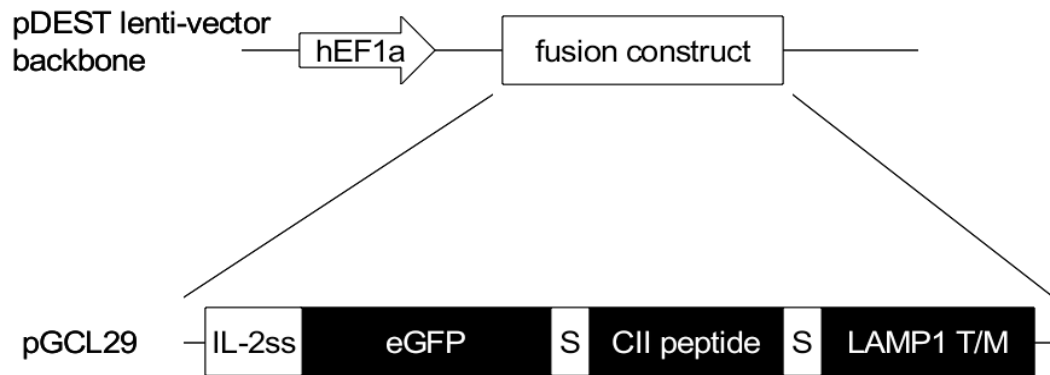 pDEST lenti-vector
backbone
hEF1a
fusion construct
pGCL29
IL-2ss
eGFP
S
CII peptide
S
LAMP1 T/M